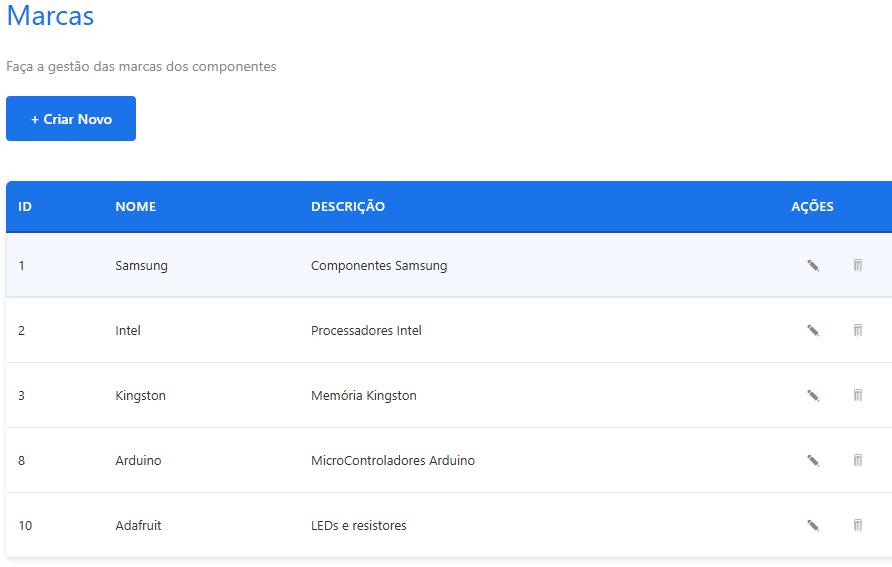 Marcas
Faça a gestão das marcas dos componentes
+ Criar Novo
ID NOME DESCRIÇÃO AÇÕES
1 Samsung Componentes Samsung
2 Intel Processadores Intel
3 Kingston Memória Kingston
8 Arduino MicroControladores Arduino
10 Adafruit LEDs e resistores